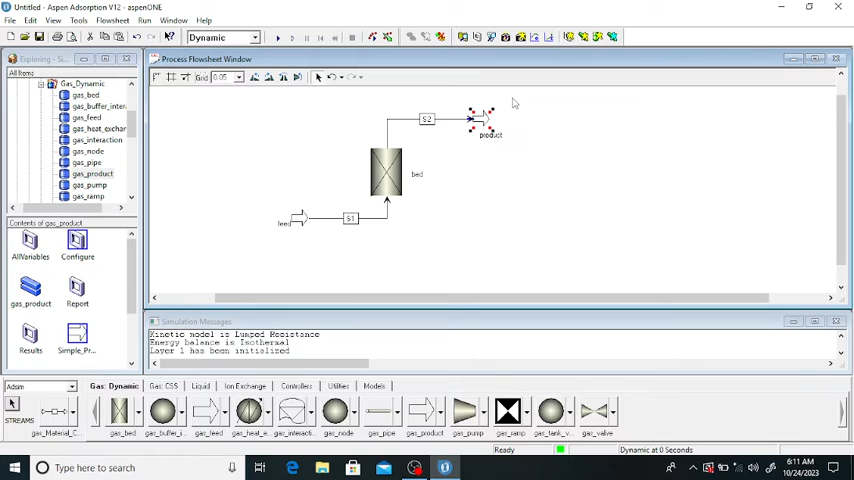 Untitled - Aspen Adsorption V12 - aspenONE
File Edit View Tools Flowsheet Run Window Help
Dynamic
Exploring - Simu
All Items
Gas_Dynamic
gas_bed
gas_buffer_inter
gas_feed
gas_heat_exchar
gas_interaction
gas_node
gas_pipe
gas_product
gas_pump
gas_ramp
Contents of gas_product
AllVariables Configure
gas_product Report
Results Simple_Pr...
Process Flowsheet Window
Grid 0.05
S2
product
bed
feed
S1
Simulation Messages
Kinetic model is Lumped Resistance
Energy balance is Isothermal
Layer 1 has been initialized
Adsim
Gas: Dynamic Gas: CSS Liquid Ion Exchange Controllers Utilities Models
STREAMS
gas_Material_C... gas_bed gas_buffer_i... gas_feed gas_heat_e... gas_interacti... gas_node gas_pipe gas_product gas_pump gas_ramp gas_tank_v... gas_valve
Ready Dynamic at 0 Seconds
Type here to search
6:11 AM
10/24/2023